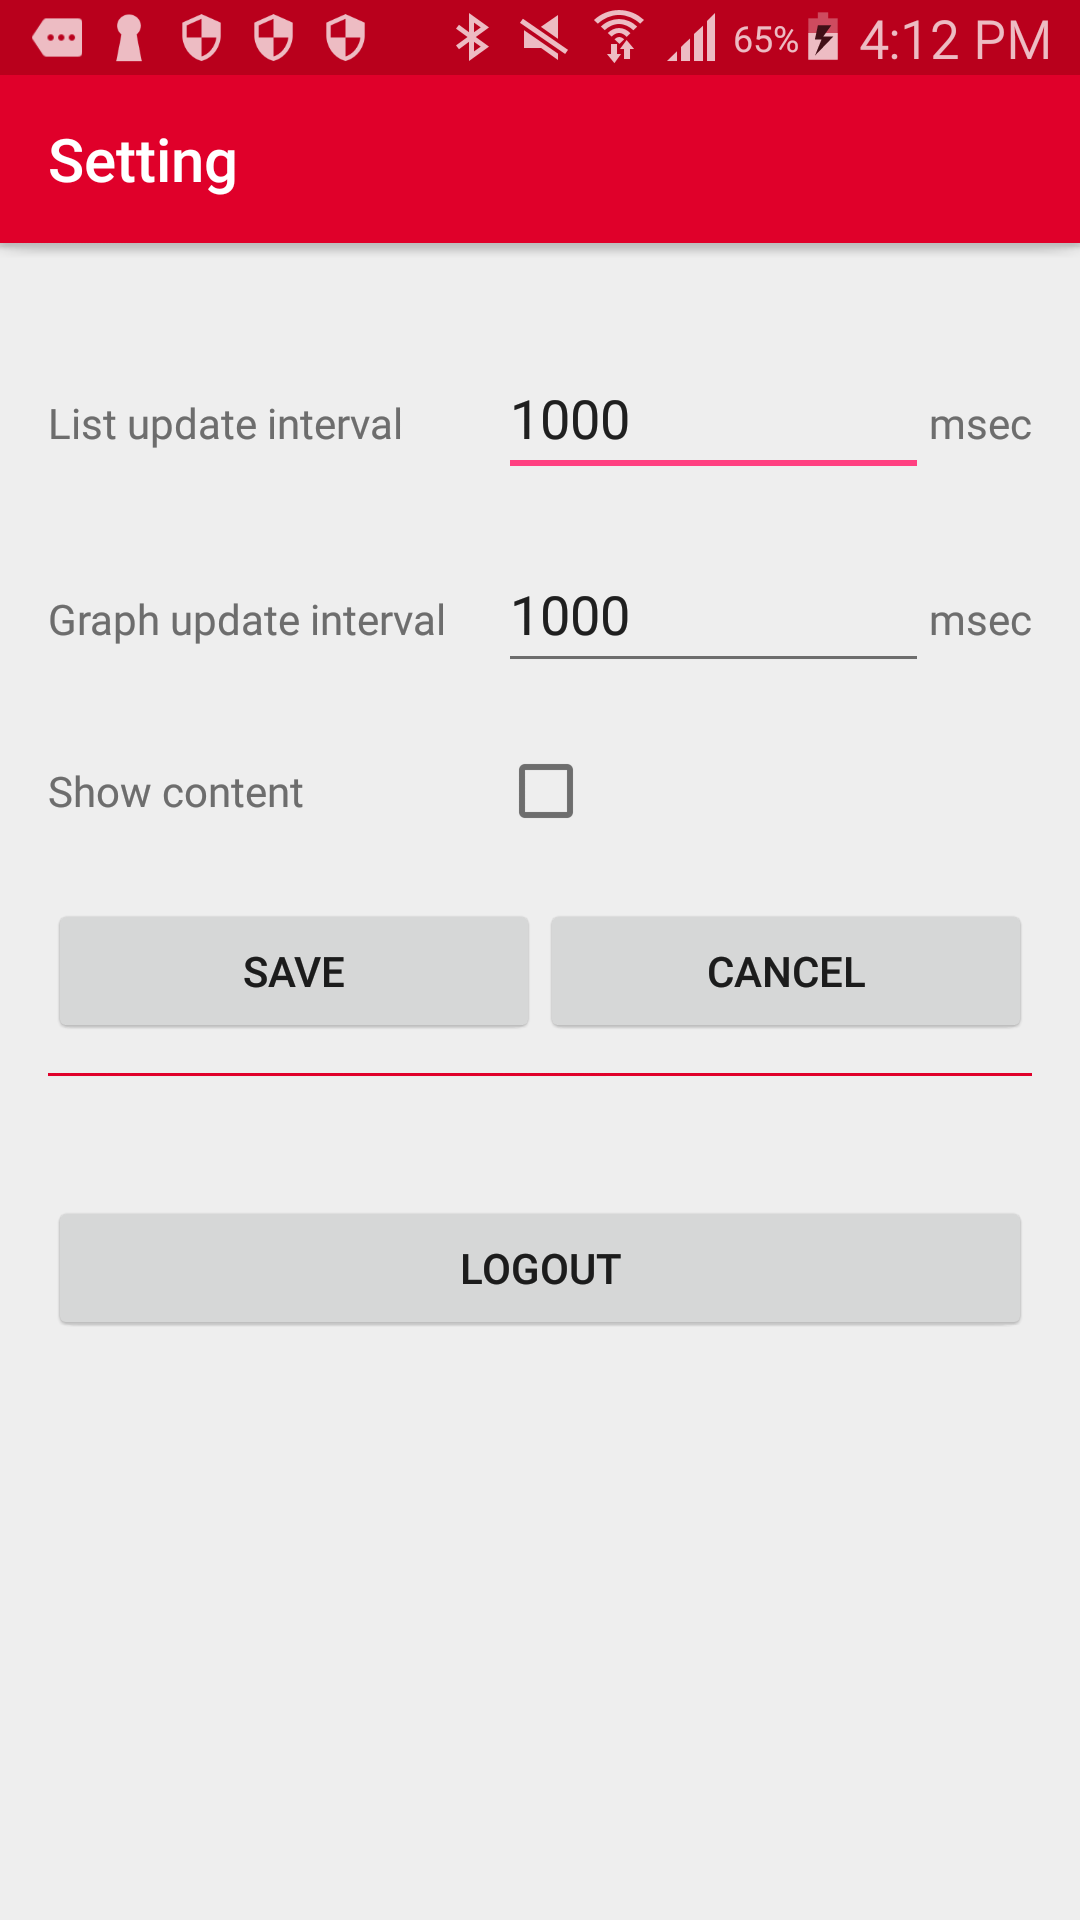 65% 4:12 PM
Setting
List update interval 1000 msec
Graph update interval 1000 msec
Show content
SAVE CANCEL
LOGOUT